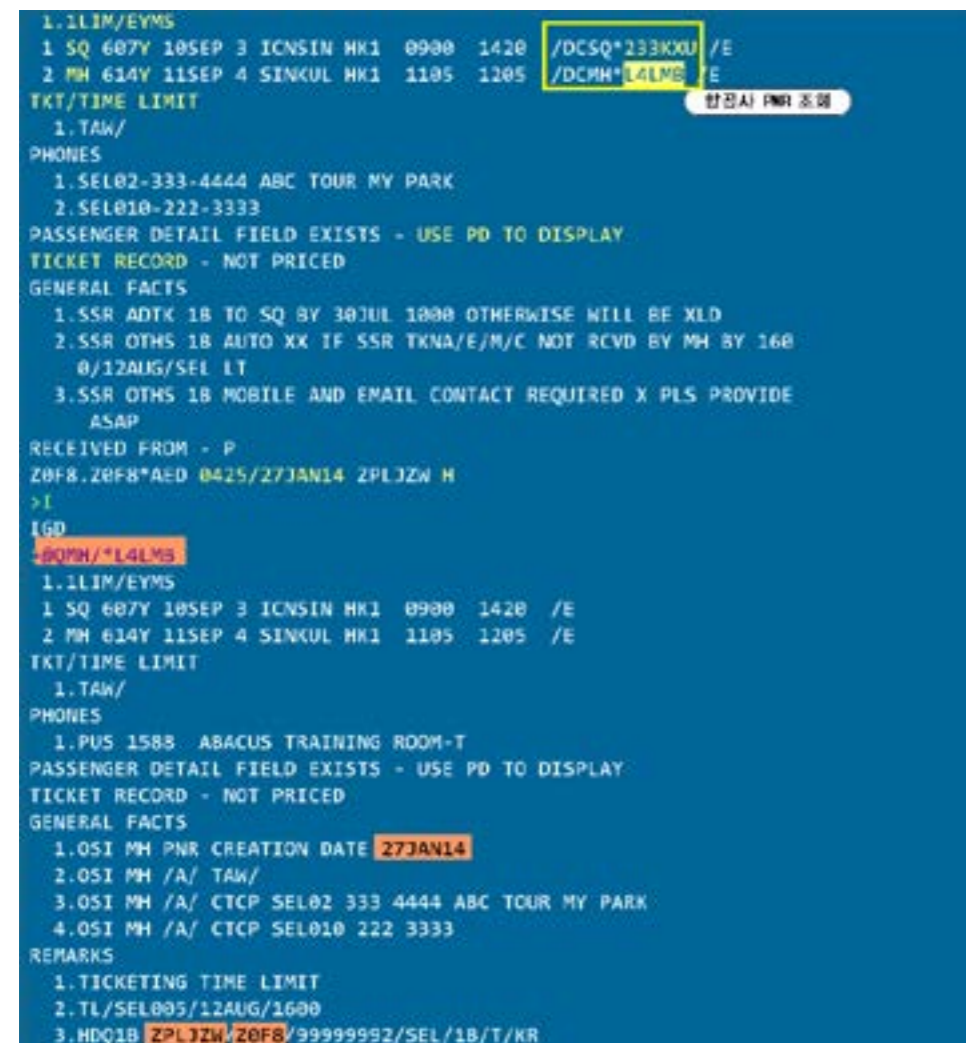 1.1LIM/EYMS
1 SQ 607Y 10SEP 3 ICNSIN HK1 0900 1420 /DCSQ*233KXU /E
2 MH 614Y 11SEP 4 SINKUL HK1 1105 1205 /DCMH*L4LMB /E
TKT/TIME LIMIT
항공사 PNR 조회
1.TAW/
PHONES
1.SEL02-333-4444 ABC TOUR MY PARK
2.SEL010-222-3333
PASSENGER DETAIL FIELD EXISTS - USE PD TO DISPLAY
TICKET RECORD - NOT PRICED
GENERAL FACTS
1.SSR ADTK 1B TO SQ BY 30JUL 1000 OTHERWISE WILL BE XLD
2.SSR OTHS 1B AUTO XX IF SSR TKNA/E/M/C NOT RCVD BY MH BY 160
0/12AUG/SEL LT
3.SSR OTHS 1B MOBILE AND EMAIL CONTACT REQUIRED X PLS PROVIDE
ASAP
RECEIVED FROM - P
Z0F8.Z0F8*AED 0425/27JAN14 ZPLJZW H
>I
IGD
¤QMH/*L4LMB
1.1LIM/EYMS
1 SQ 607Y 10SEP 3 ICNSIN HK1 0900 1420 /E
2 MH 614Y 11SEP 4 SINKUL HK1 1105 1205 /E
TKT/TIME LIMIT
1.TAW/
PHONES
1.PUS 1588 ABACUS TRAINING ROOM-T
PASSENGER DETAIL FIELD EXISTS - USE PD TO DISPLAY
TICKET RECORD - NOT PRICED
GENERAL FACTS
1.OSI MH PNR CREATION DATE 27JAN14
2.OSI MH /A/ TAW/
3.OSI MH /A/ CTCP SEL02 333 4444 ABC TOUR MY PARK
4.OSI MH /A/ CTCP SEL010 222 3333
REMARKS
1.TICKETING TIME LIMIT
2.TL/SEL005/12AUG/1600
3.HDQ1B ZPLJZW/Z0F8/99999992/SEL/1B/T/KR